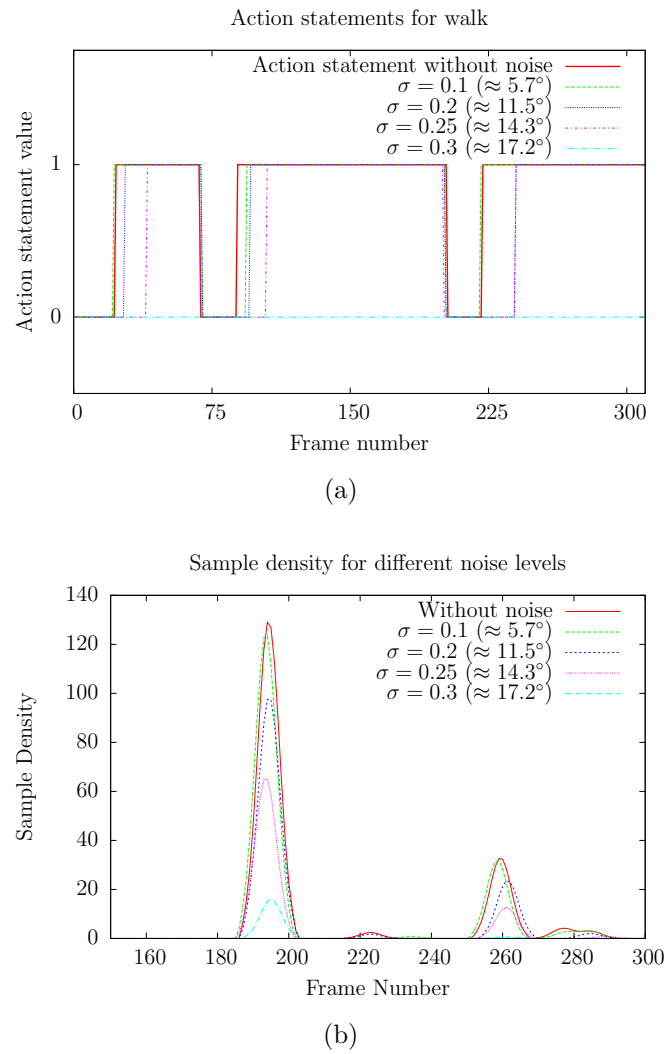 Action statements for walk
Action statement without noise
σ = 0.1 (≈ 5.7°)
σ = 0.2 (≈ 11.5°)
σ = 0.25 (≈ 14.3°)
σ = 0.3 (≈ 17.2°)
Action statement value
1
0
0 75 150 225 300
Frame number
(a)
Sample density for different noise levels
Without noise
σ = 0.1 (≈ 5.7°)
σ = 0.2 (≈ 11.5°)
σ = 0.25 (≈ 14.3°)
σ = 0.3 (≈ 17.2°)
Sample Density
140
120
100
80
60
40
20
0
160 180 200 220 240 260 280 300
Frame Number
(b)